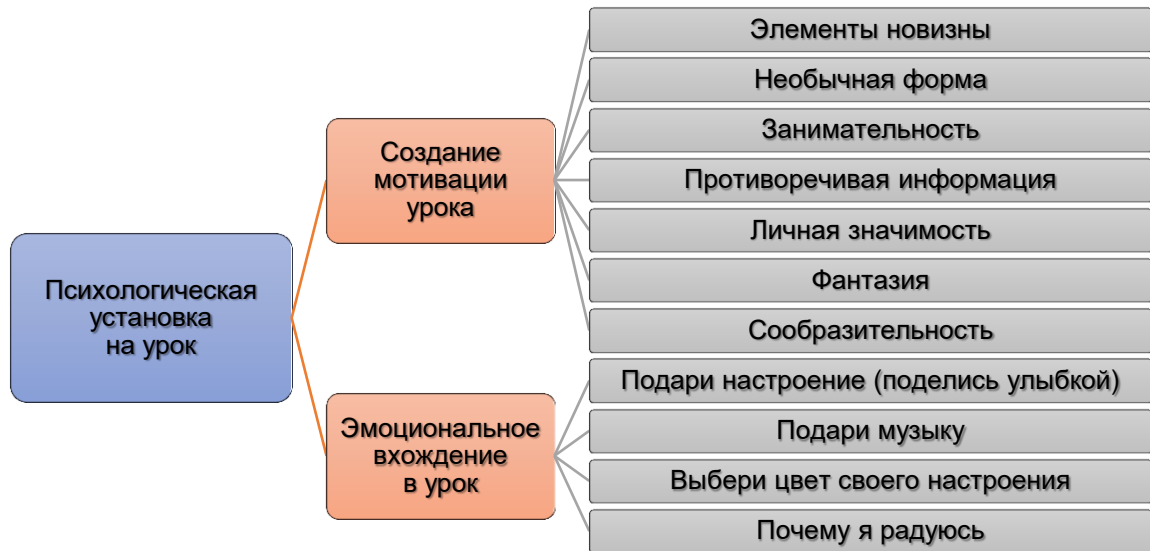 Психологическая
установка
на урок
Создание
мотивации
урока
Элементы новизны
Необычная форма
Занимательность
Противоречивая информация
Личная значимость
Фантазия
Сообразительность
Эмоциональное
вхождение
в урок
Подари настроение (поделись улыбкой)
Подари музыку
Выбери цвет своего настроения
Почему я радуюсь